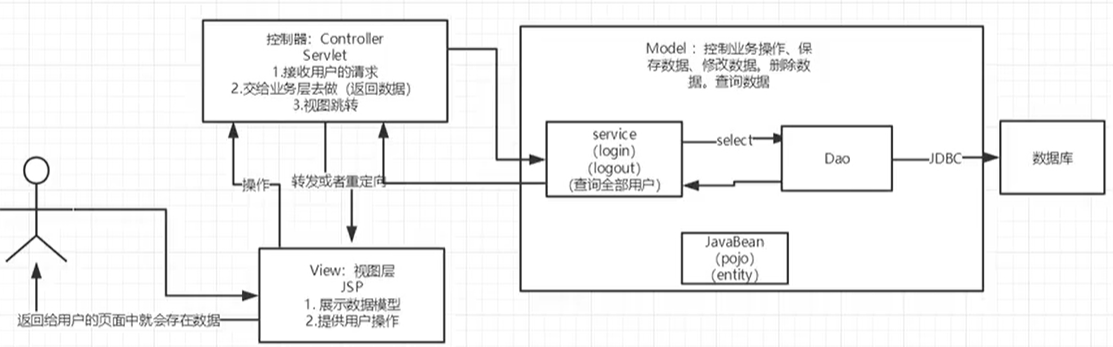 控制器：Controller
Servlet
1.接收用户的请求
2.交给业务层去做（返回数据）
3.视图跳转
Model ：控制业务操作、保
存数据、修改数据。删除数
据。查询数据
service
(login)
(logout)
(查询全部用户)
select
Dao
JDBC
数据库
操作
转发或者重定向
JavaBean
(pojo)
(entity)
View：视图层
JSP
1. 展示数据模型
2.提供用户操作
返回给用户的页面中就会存在数据